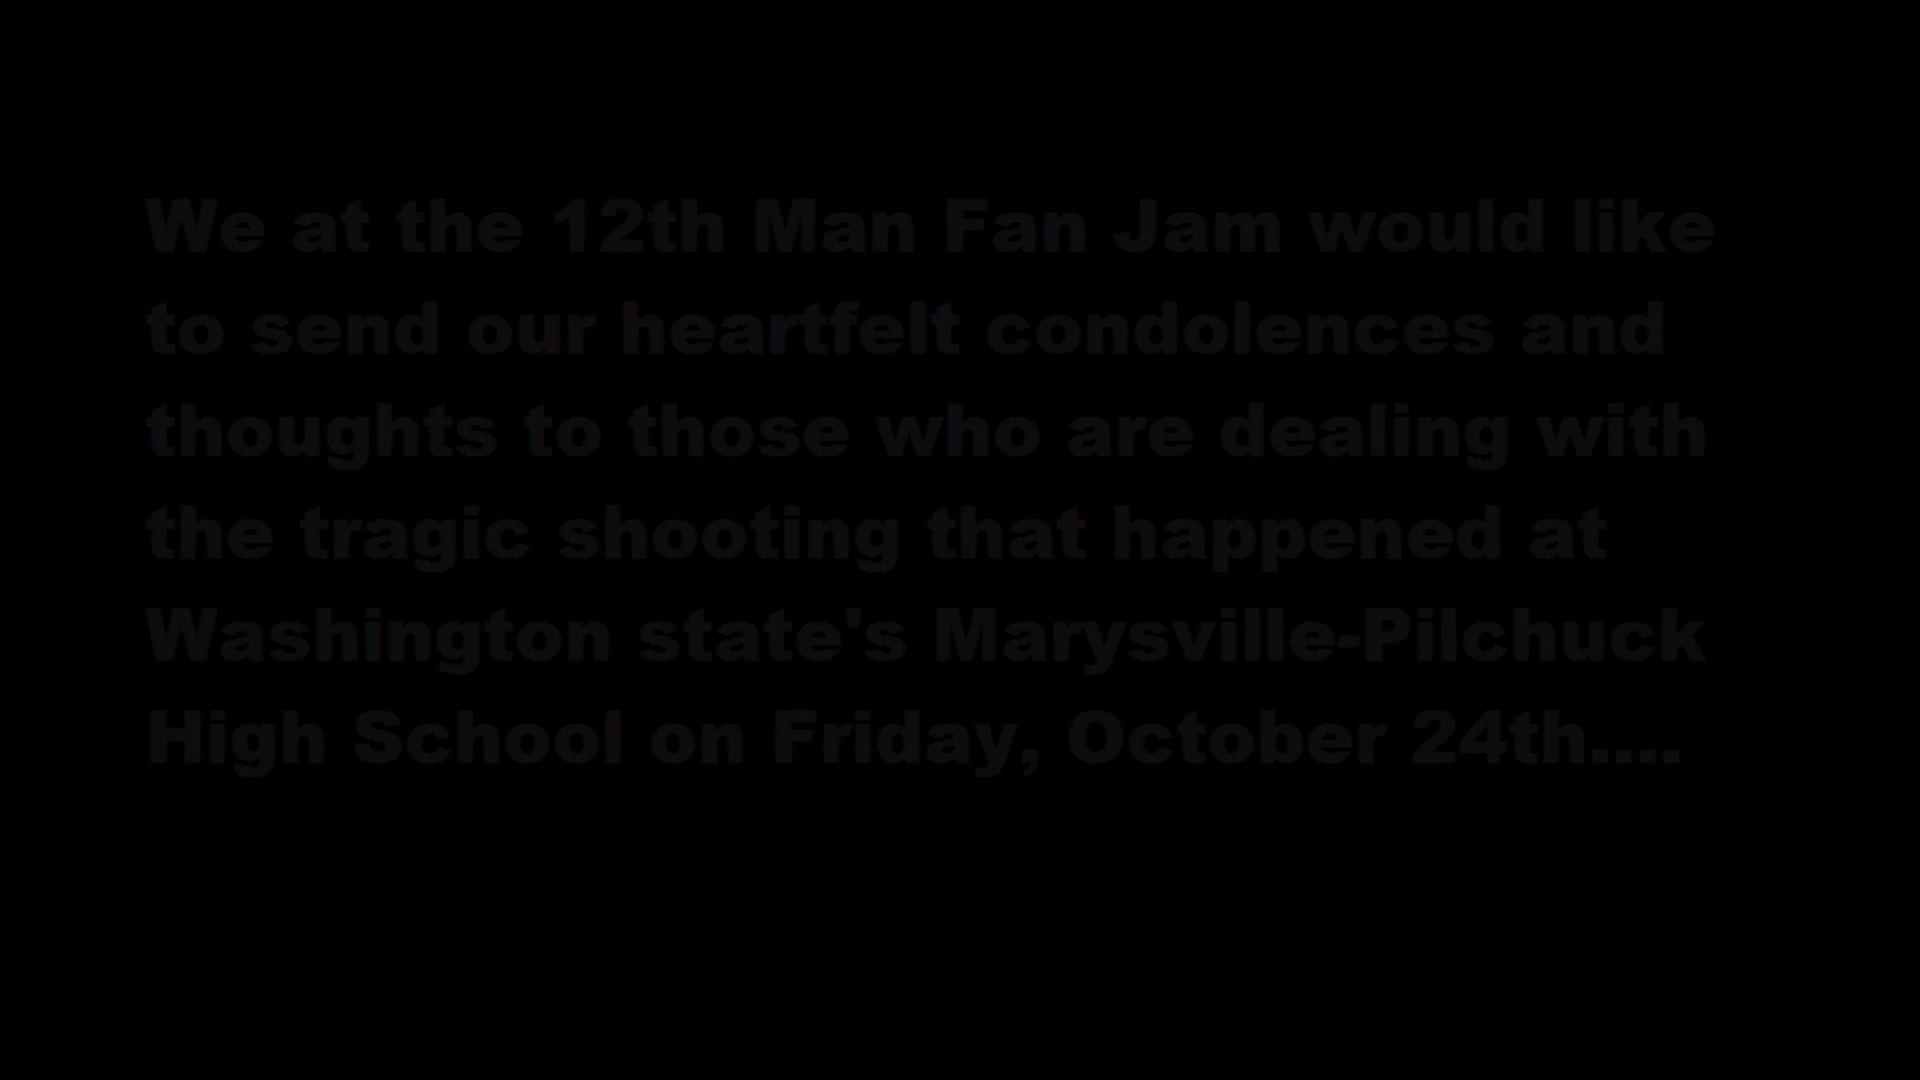 We at the 12th Man Fan Jam would like
to send our heartfelt condolences and
thoughts to those who are dealing with
the tragic shooting that happened at
Washington state's Marysville-Pilchuck
High School on Friday, October 24th....